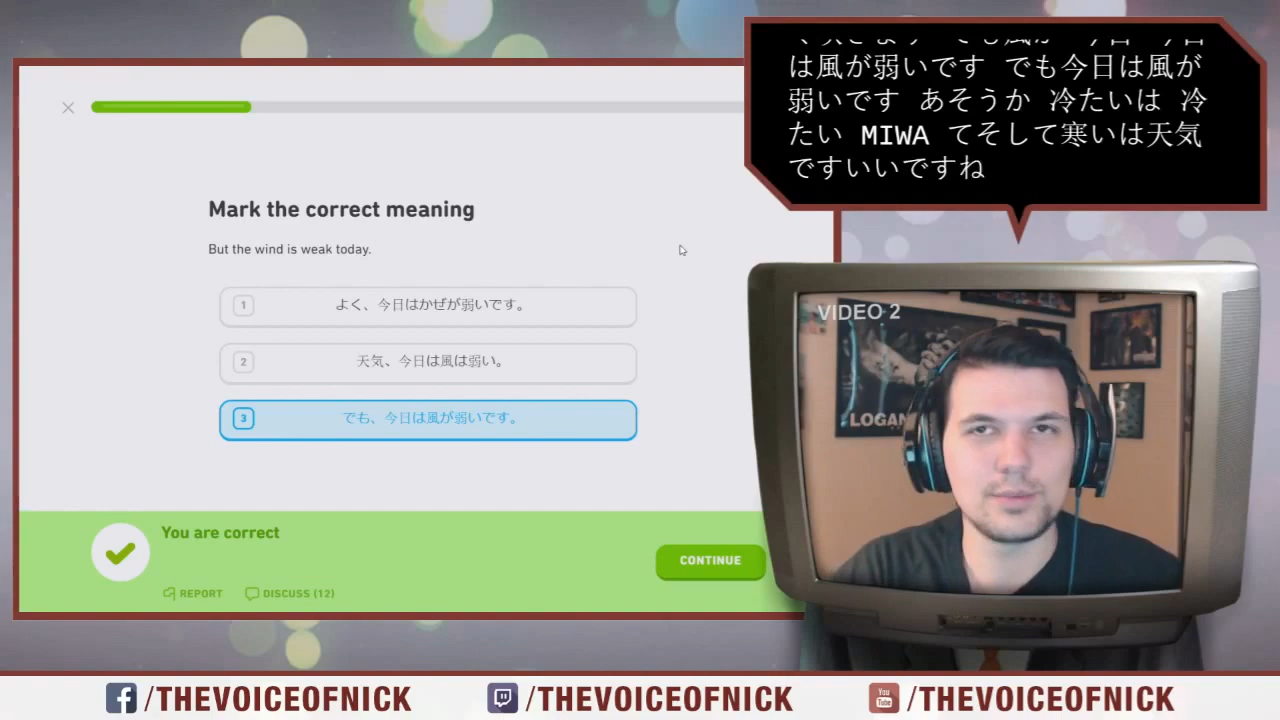 Mark the correct meaning
But the wind is weak today.
1 よく、今日はかぜが弱いです。
2 天気、今日は風は弱い。
3 でも、今日は風が弱いです。
You are correct
REPORT DISCUSS (12)
CONTINUE
は風が弱いです でも今日は風が
弱いです あそうか 冷たいは 冷
たい MIWA てそして寒いは天気
ですいいですね
VIDEO 2
LOGAN
/THEVOICEOFNICK /THEVOICEOFNICK You Tube /THEVOICEOFNICK